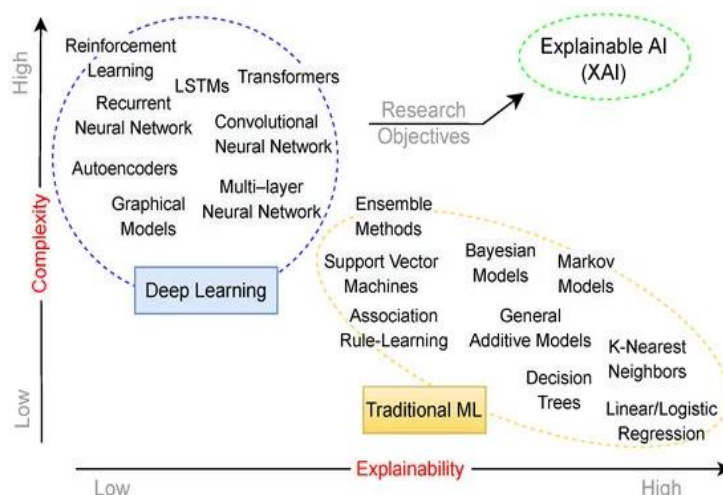 High
Complexity
Low
Reinforcement
Learning
LSTMs
Transformers
Recurrent
Neural Network
Convolutional
Neural Network
Autoencoders
Graphical
Models
Multi–layer
Neural Network
Deep Learning
Explainable AI
(XAI)
Research
Objectives
Ensemble
Methods
Support Vector
Machines
Bayesian
Models
Markov
Models
Association
Rule-Learning
General
Additive Models
K-Nearest
Neighbors
Decision
Trees
Linear/Logistic
Regression
Traditional ML
Low
Explainability
High